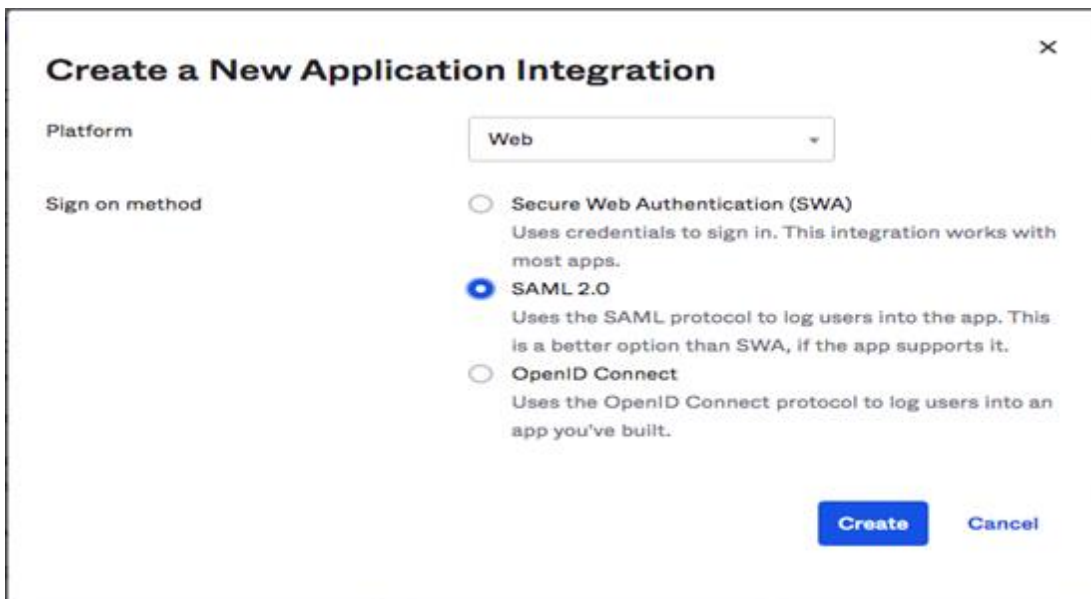 Create a New Application Integration
Platform
Web
Sign on method
Secure Web Authentication (SWA)
Uses credentials to sign in. This integration works with
most apps.
SAML 2.0
Uses the SAML protocol to log users into the app. This
is a better option than SWA, if the app supports it.
OpenID Connect
Uses the OpenID Connect protocol to log users into an
app you've built.
Create
Cancel